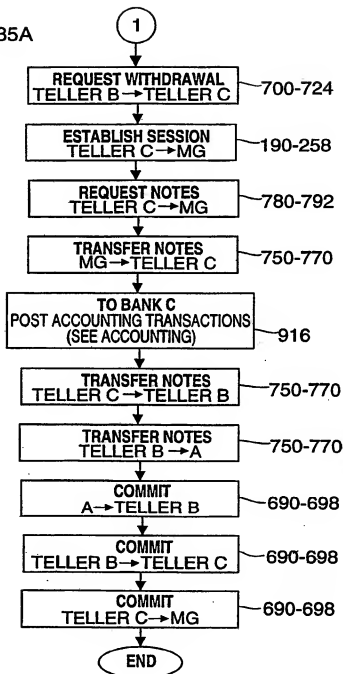 35A
1
REQUEST WITHDRAWAL
TELLER B→TELLER C
700-724
ESTABLISH SESSION
TELLER C→MG
190-258
REQUEST NOTES
TELLER C→MG
780-792
TRANSFER NOTES
MG→TELLER C
750-770
TO BANK C
POST ACCOUNTING TRANSACTIONS
(SEE ACCOUNTING)
916
TRANSFER NOTES
TELLER C→TELLER B
750-770
TRANSFER NOTES
TELLER B→A
750-770
COMMIT
A→TELLER B
690-698
COMMIT
TELLER B→TELLER C
690-698
COMMIT
TELLER C→MG
690-698
END